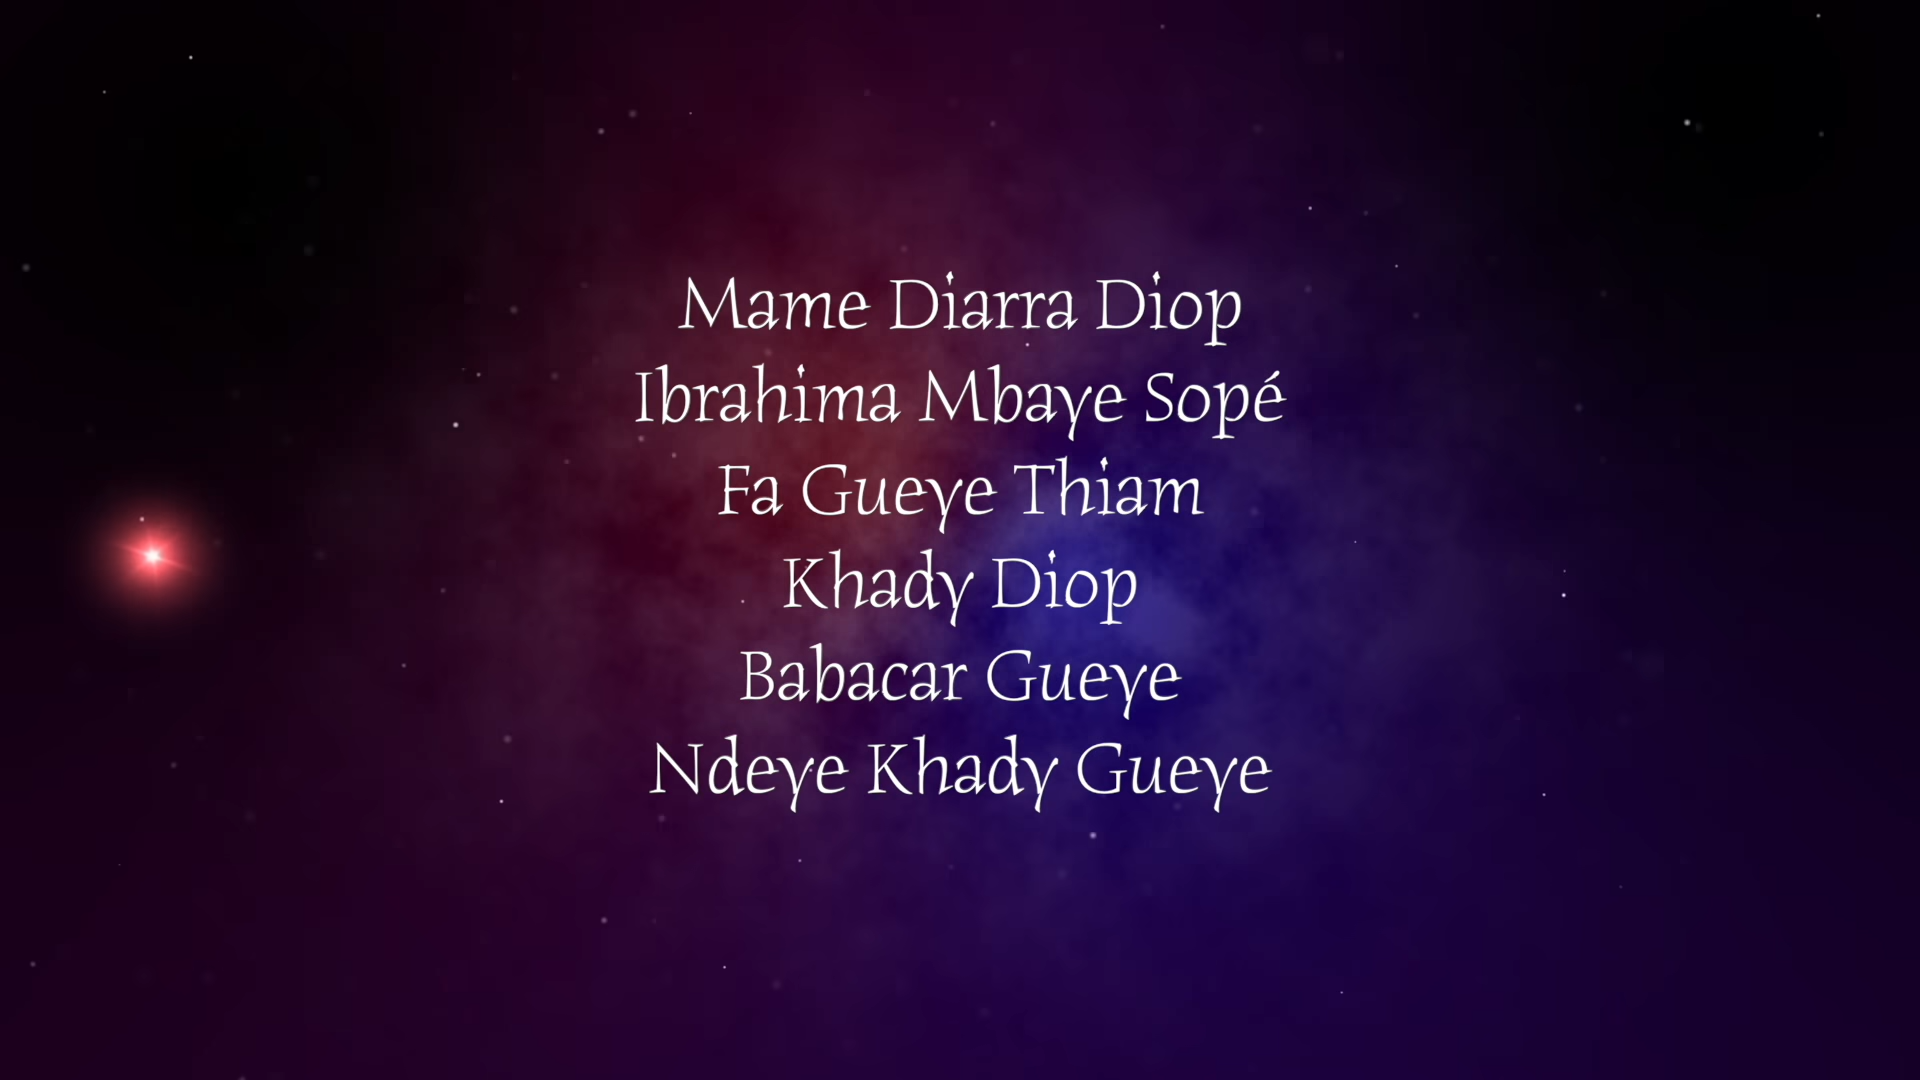 Mame Diarra Diop
Ibrahima Mbaye Sopé
Fa Gueye Thiam
Khady Diop
Babacar Gueye
Ndeye Khady Gueye